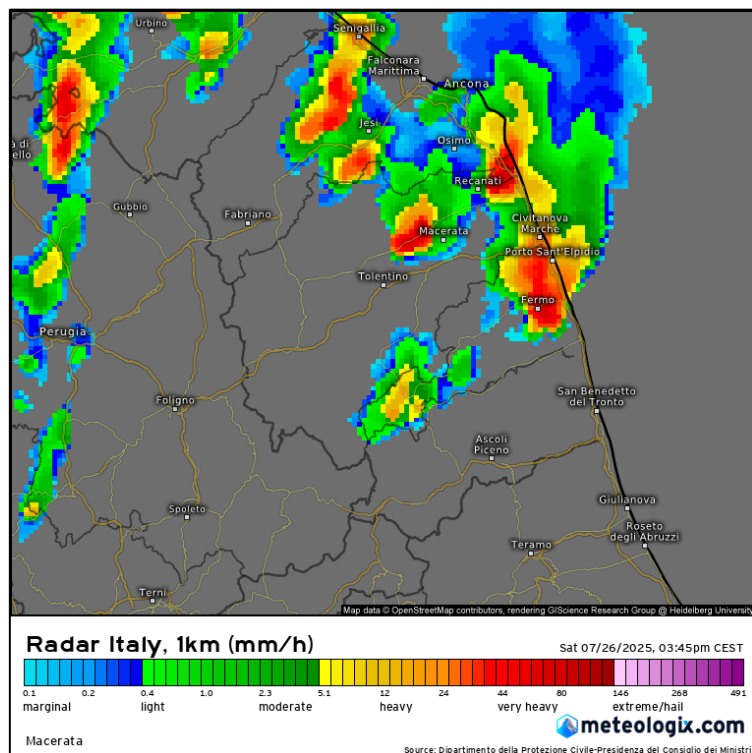 Urbino
Senigallia
Falconara
Marittima
Ancona
Jesi
Osimo
à di
ello
Recanati
Gubbio
Fabriano
Civitanova
Marche
Macerata
Porto Sant'Elpidio
Tolentino
Fermo
Perugia
San Benedetto
del Tronto
Foligno
Ascoli
Piceno
Giulianova
Spoleto
Roseto
degli Abruzzi
Teramo
Terni
Map data © OpenStreetMap contributors, rendering GIScience Research Group @ Heidelberg University
Radar Italy, 1km (mm/h)
Sat 07/26/2025, 03:45pm CEST
0.1 0.2 0.4 1.0 2.3 5.1 12 24 44 80 146 268 491
marginal light moderate heavy very heavy extreme/hail
meteologix.com
Macerata
Source: Dipartimento della Protezione Civile-Presidenza del Consiglio dei Ministri